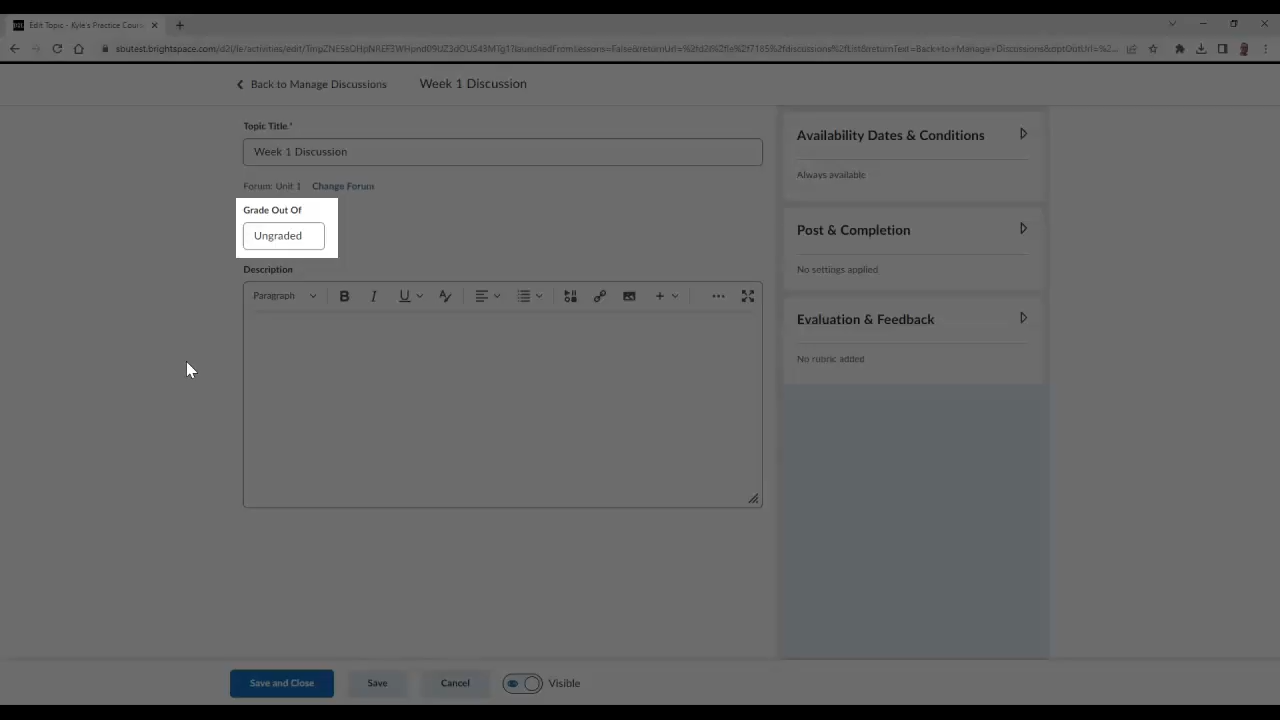 Edit Topic - Kyle's Practice Cours
Back to Manage Discussions
Week 1 Discussion
Topic Title *
Week 1 Discussion
Forum: Unit 1 Change Forum
Grade Out Of
Ungraded
Description
Paragraph
Availability Dates & Conditions
Always available
Post & Completion
No settings applied
Evaluation & Feedback
No rubric added
Save and Close
Save
Cancel
Visible